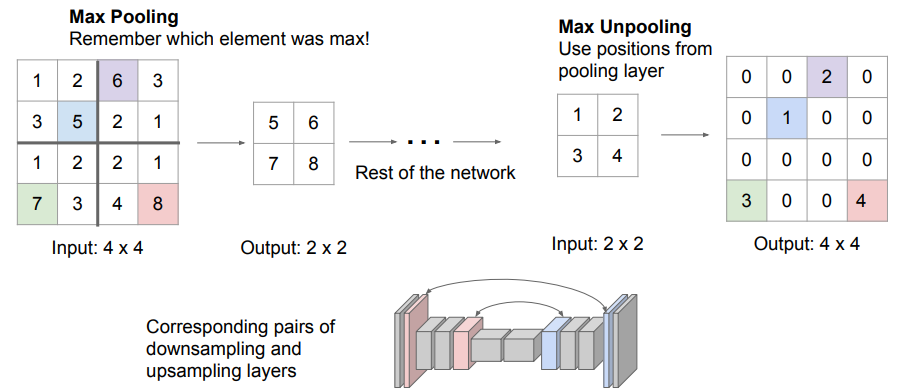 Max Pooling
Remember which element was max!
1 2 6 3
3 5 2 1
1 2 2 1
7 3 4 8
Input: 4 x 4
5 6
7 8
Output: 2 x 2
...
Rest of the network
Max Unpooling
Use positions from
pooling layer
1 2
3 4
Input: 2 x 2
0 0 2 0
0 1 0 0
0 0 0 0
3 0 0 4
Output: 4 x 4
Corresponding pairs of
downsampling and
upsampling layers